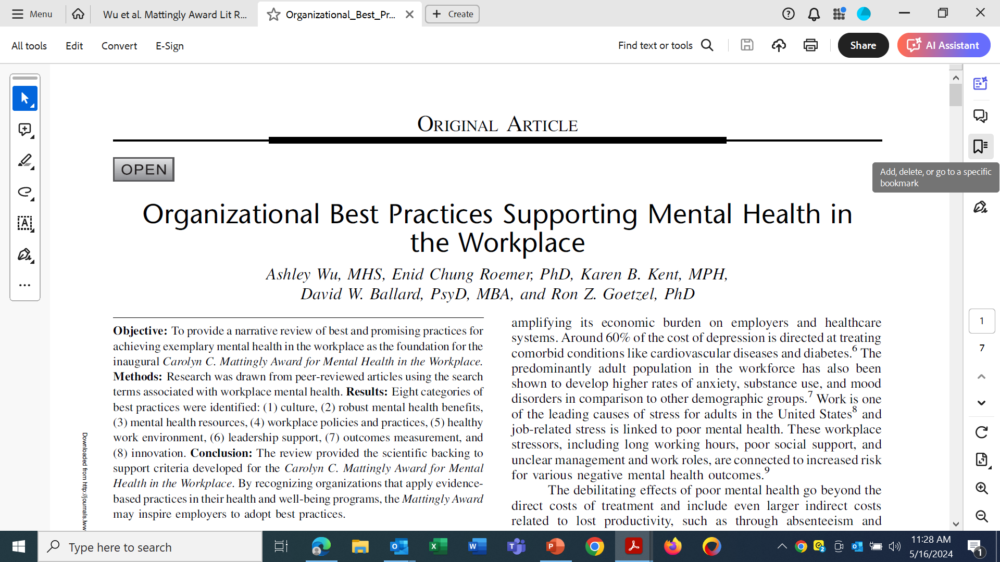 Menu
Wu et al. Mattingly Award Lit R...
Organizational_Best_Pr...
Create
All tools
Edit
Convert
E-Sign
Find text or tools
Share
AI Assistant
ORIGINAL ARTICLE
OPEN
Add, delete, or go to a specific
bookmark
Organizational Best Practices Supporting Mental Health in
the Workplace
Ashley Wu, MHS, Enid Chung Roemer, PhD, Karen B. Kent, MPH,
David W. Ballard, PsyD, MBA, and Ron Z. Goetzel, PhD
Objective: To provide a narrative review of best and promising practices for
achieving exemplary mental health in the workplace as the foundation for the
inaugural Carolyn C. Mattingly Award for Mental Health in the Workplace.
Methods: Research was drawn from peer-reviewed articles using the search
terms associated with workplace mental health. Results: Eight categories of
best practices were identified: (1) culture, (2) robust mental health benefits,
(3) mental health resources, (4) workplace policies and practices, (5) healthy
work environment, (6) leadership support, (7) outcomes measurement, and
(8) innovation. Conclusion: The review provided the scientific backing to
support criteria developed for the Carolyn C. Mattingly Award for Mental
Health in the Workplace. By recognizing organizations that apply evidence-
based practices in their health and well-being programs, the Mattingly Award
may inspire employers to adopt best practices.
amplifying its economic burden on employers and healthcare
systems. Around 60% of the cost of depression is directed at treating
comorbid conditions like cardiovascular diseases and diabetes.6 The
predominantly adult population in the workforce has also been
shown to develop higher rates of anxiety, substance use, and mood
disorders in comparison to other demographic groups.7 Work is one
of the leading causes of stress for adults in the United States8 and
job-related stress is linked to poor mental health. These workplace
stressors, including long working hours, poor social support, and
unclear management and work roles, are connected to increased risk
for various negative mental health outcomes.9
The debilitating effects of poor mental health go beyond the
direct costs of treatment and include even larger indirect costs
related to lost productivity, such as through absenteeism and
Downloaded from http://journals.lww
1
7
Type here to search
11:28 AM
5/16/2024
1